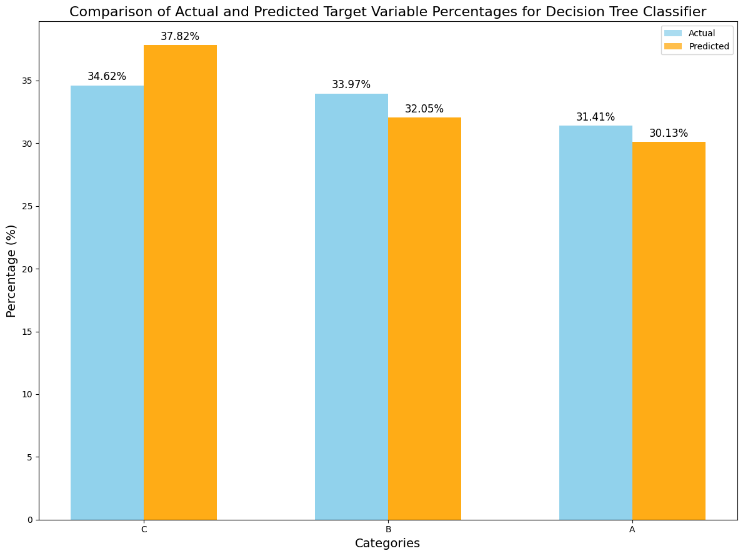 Comparison of Actual and Predicted Target Variable Percentages for Decision Tree Classifier
Actual
Predicted
37.82%
34.62%
33.97%
32.05%
31.41%
30.13%
Percentage (%)
35
30
25
20
15
10
5
0
C
B
A
Categories